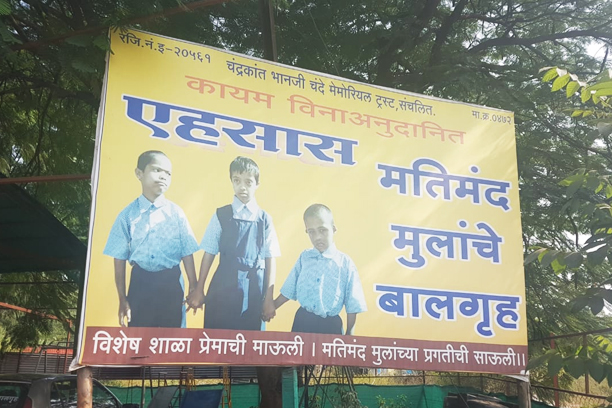 रजि.नं.इ-२०५६१
चंद्रकांत भानजी चंदे मेमोरियल ट्रस्ट,संचलित.
मा.क्र.०४७२
कायम विनाअनुदानित
एहसास
मतिमंद
मुलांचे
बालगृह
विशेष शाळा प्रेमाची माऊली । मतिमंद मुलांच्या प्रगतीची साऊली।।